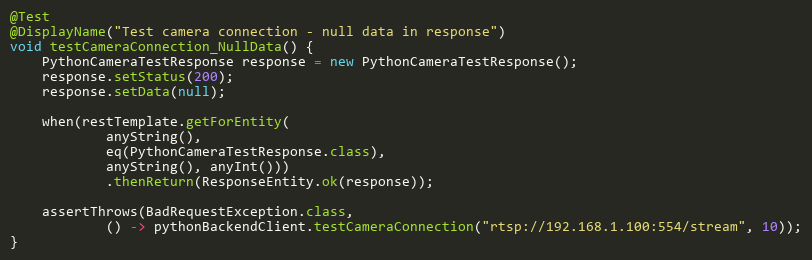 @Test
@DisplayName("Test camera connection - null data in response")
void testCameraConnection_NullData() {
    PythonCameraTestResponse response = new PythonCameraTestResponse();
    response.setStatus(200);
    response.setData(null);

    when(restTemplate.getForEntity(
            anyString(),
            eq(PythonCameraTestResponse.class),
            anyString(), anyInt()))
            .thenReturn(ResponseEntity.ok(response));

    assertThrows(BadRequestException.class,
            () -> pythonBackendClient.testCameraConnection("rtsp://192.168.1.100:554/stream", 10));
}